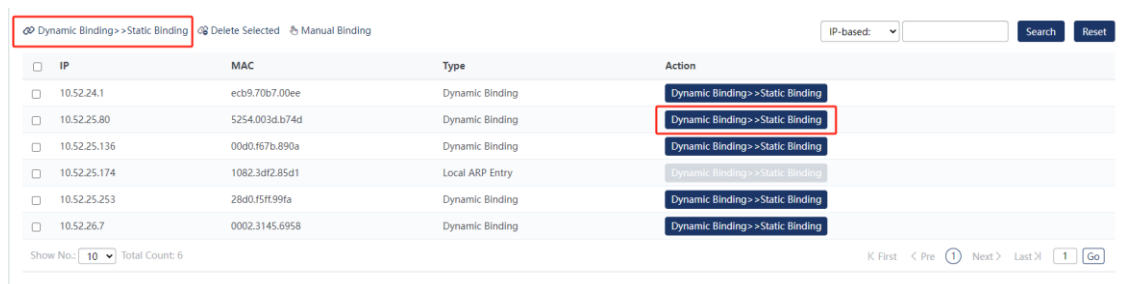 Dynamic Binding>>Static Binding Delete Selected Manual Binding IP-based: Search Reset
IP MAC Type Action
10.52.24.1 ecb9.70b7.00ee Dynamic Binding Dynamic Binding>>Static Binding
10.52.25.80 5254.003d.b74d Dynamic Binding Dynamic Binding>>Static Binding
10.52.25.136 00d0.f67b.890a Dynamic Binding Dynamic Binding>>Static Binding
10.52.25.174 1082.3df2.85d1 Local ARP Entry Dynamic Binding>>Static Binding
10.52.25.253 28d0.f5ff.99fa Dynamic Binding Dynamic Binding>>Static Binding
10.52.26.7 0002.3145.6958 Dynamic Binding Dynamic Binding>>Static Binding
Show No.: 10 Total Count: 6 First Pre 1 Next Last 1 Go